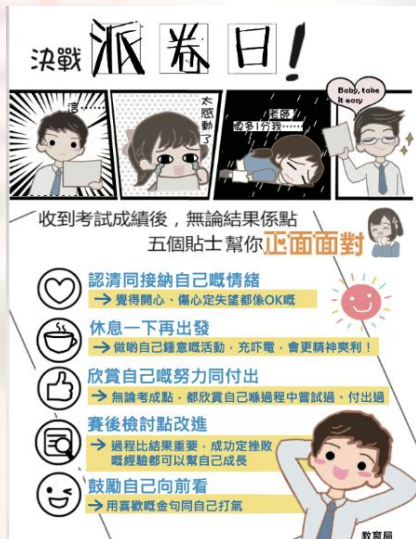 決戰派卷日!
這……
太感動了
老師,
畀多1分我……
Baby, take
it easy
收到考試成績後，無論結果係點
五個貼士幫你正面面對
認清同接納自己嘅情緒
→ 覺得開心、傷心定失望都係OK嘅
休息一下再出發
→ 做啲自己鍾意嘅活動，充吓電，會更精神爽利！
欣賞自己嘅努力同付出
→ 無論考成點，都欣賞自己喺過程中嘗試過、付出過
賽後檢討點改進
→ 過程比結果重要，成功定挫敗
嘅經驗都可以幫自己成長
鼓勵自己向前看
→ 用喜歡嘅金句同自己打氣
教育局